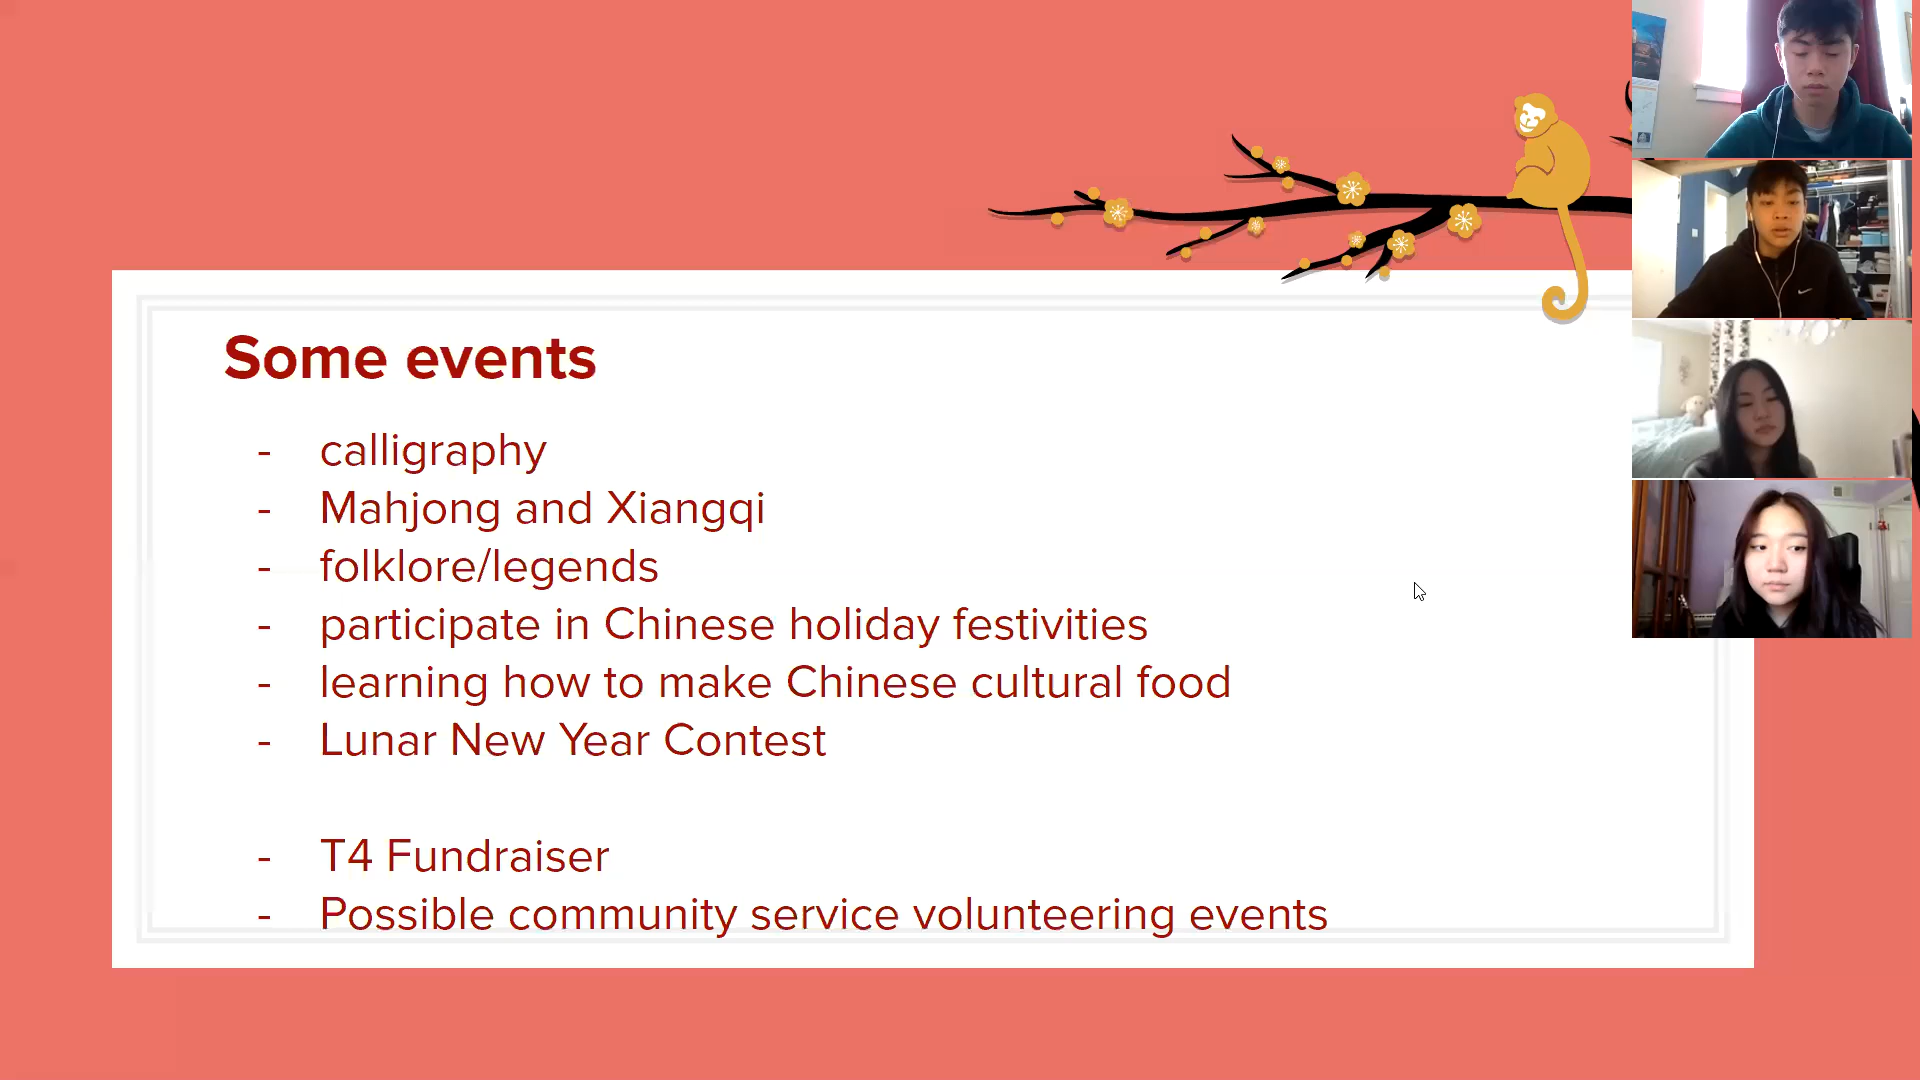 Some events
- calligraphy
- Mahjong and Xiangqi
- folklore/legends
- participate in Chinese holiday festivities
- learning how to make Chinese cultural food
- Lunar New Year Contest
- T4 Fundraiser
- Possible community service volunteering events